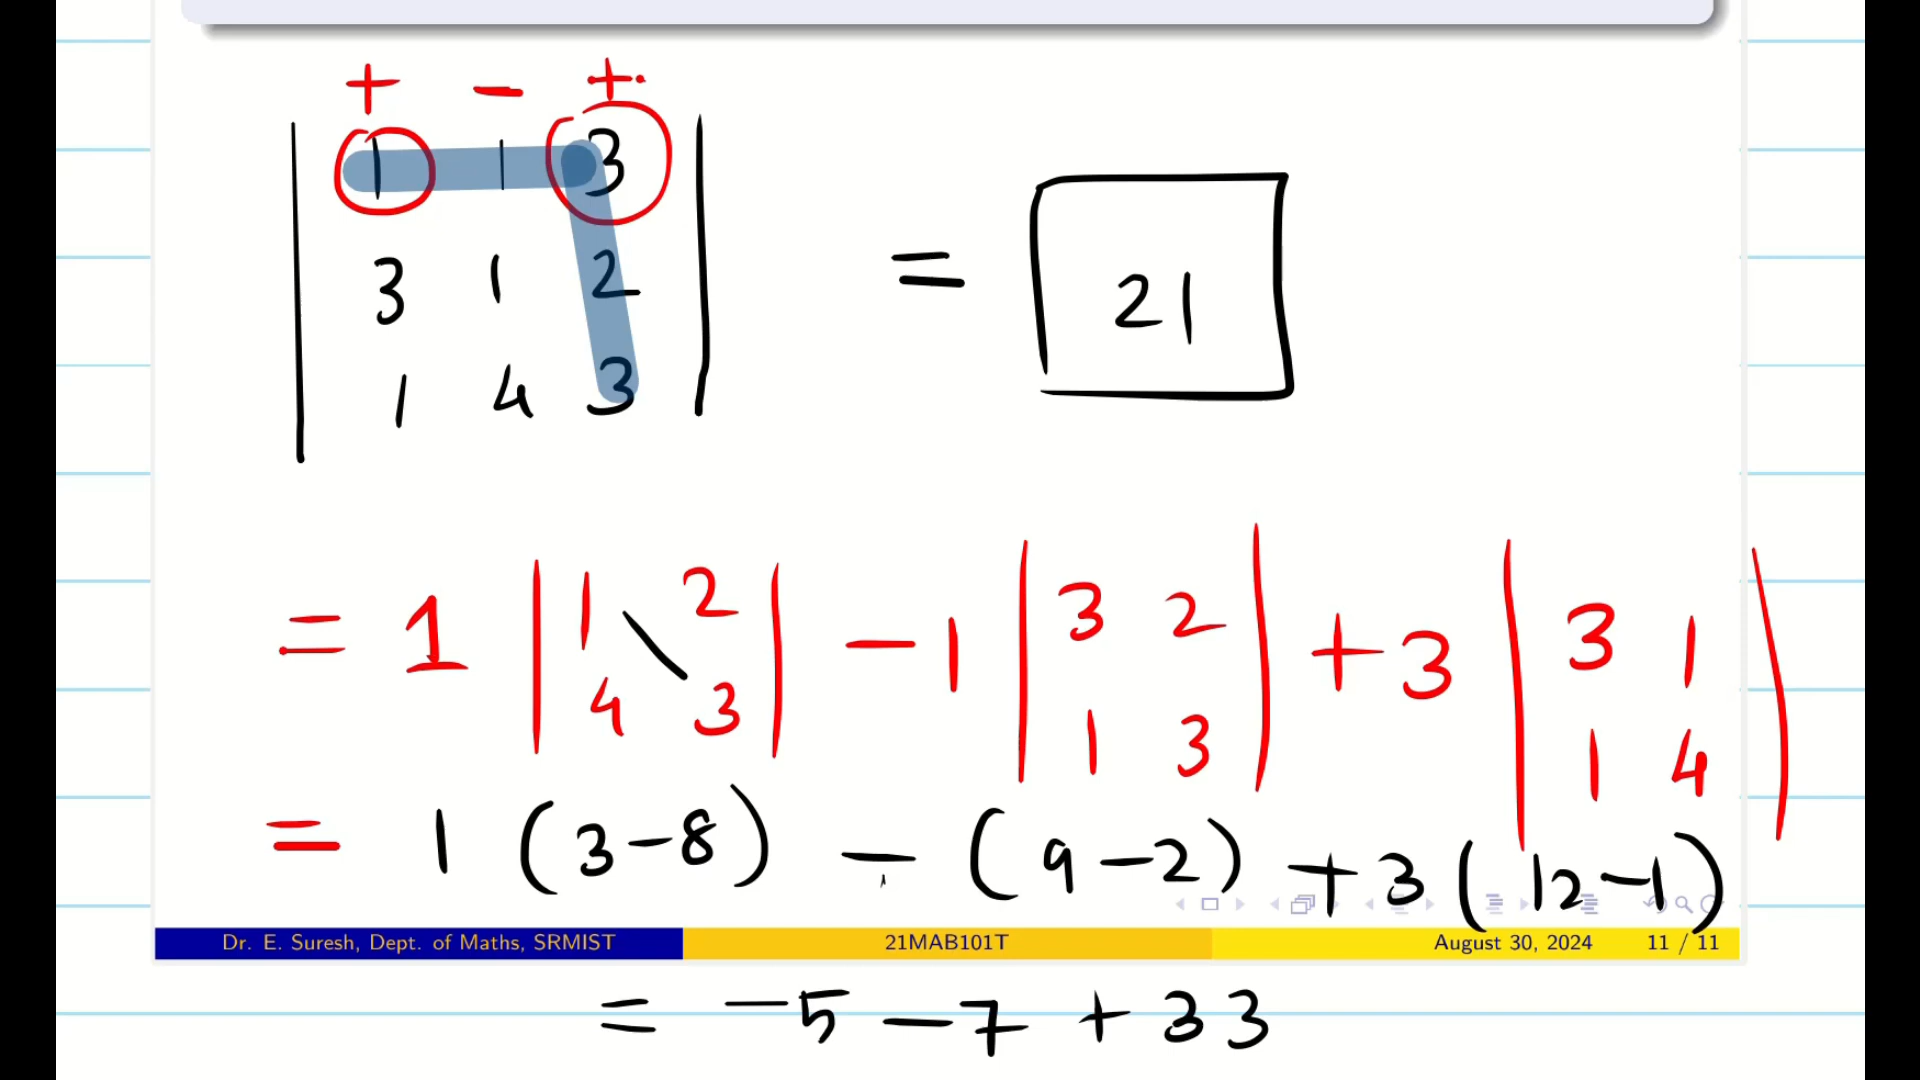 + - +
| 1 1 3 |
| 3 1 2 | = 21
| 1 4 3 |
= 1 | 1 2 | - 1 | 3 2 | + 3 | 3 1 |
| 4 3 | | 1 3 | | 1 4 |
= 1 (3-8) - (9-2) + 3 (12-1)
Dr. E. Suresh, Dept. of Maths, SRMIST 21MAB101T August 30, 2024 11 / 11
= -5 - 7 + 33